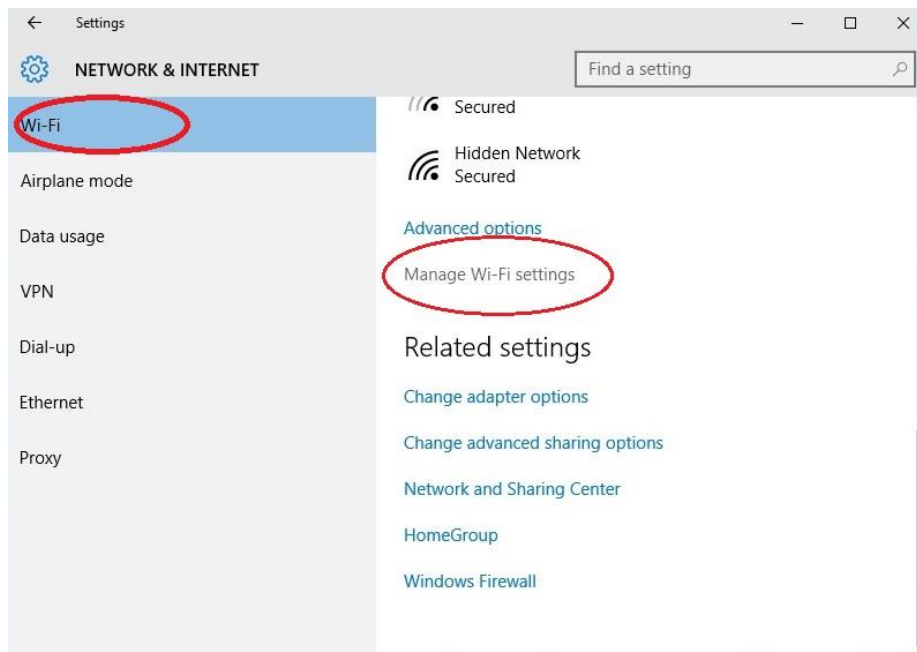 Settings
NETWORK & INTERNET
Find a setting
Wi-Fi
Airplane mode
Data usage
VPN
Dial-up
Ethernet
Proxy
Secured
Hidden Network
Secured
Advanced options
Manage Wi-Fi settings
Related settings
Change adapter options
Change advanced sharing options
Network and Sharing Center
HomeGroup
Windows Firewall